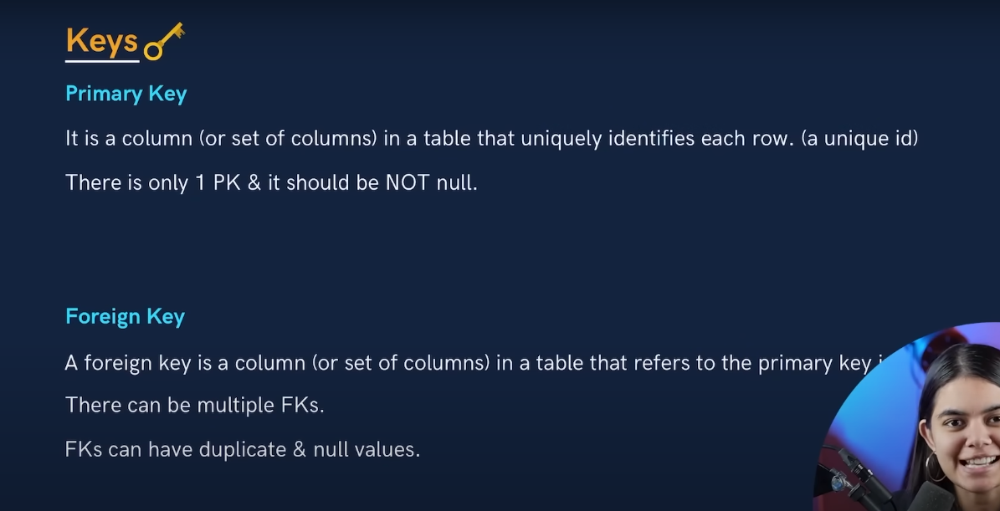 Keys
Primary Key
It is a column (or set of columns) in a table that uniquely identifies each row. (a unique id)
There is only 1 PK & it should be NOT null.
Foreign Key
A foreign key is a column (or set of columns) in a table that refers to the primary key
There can be multiple FKs.
FKs can have duplicate & null values.